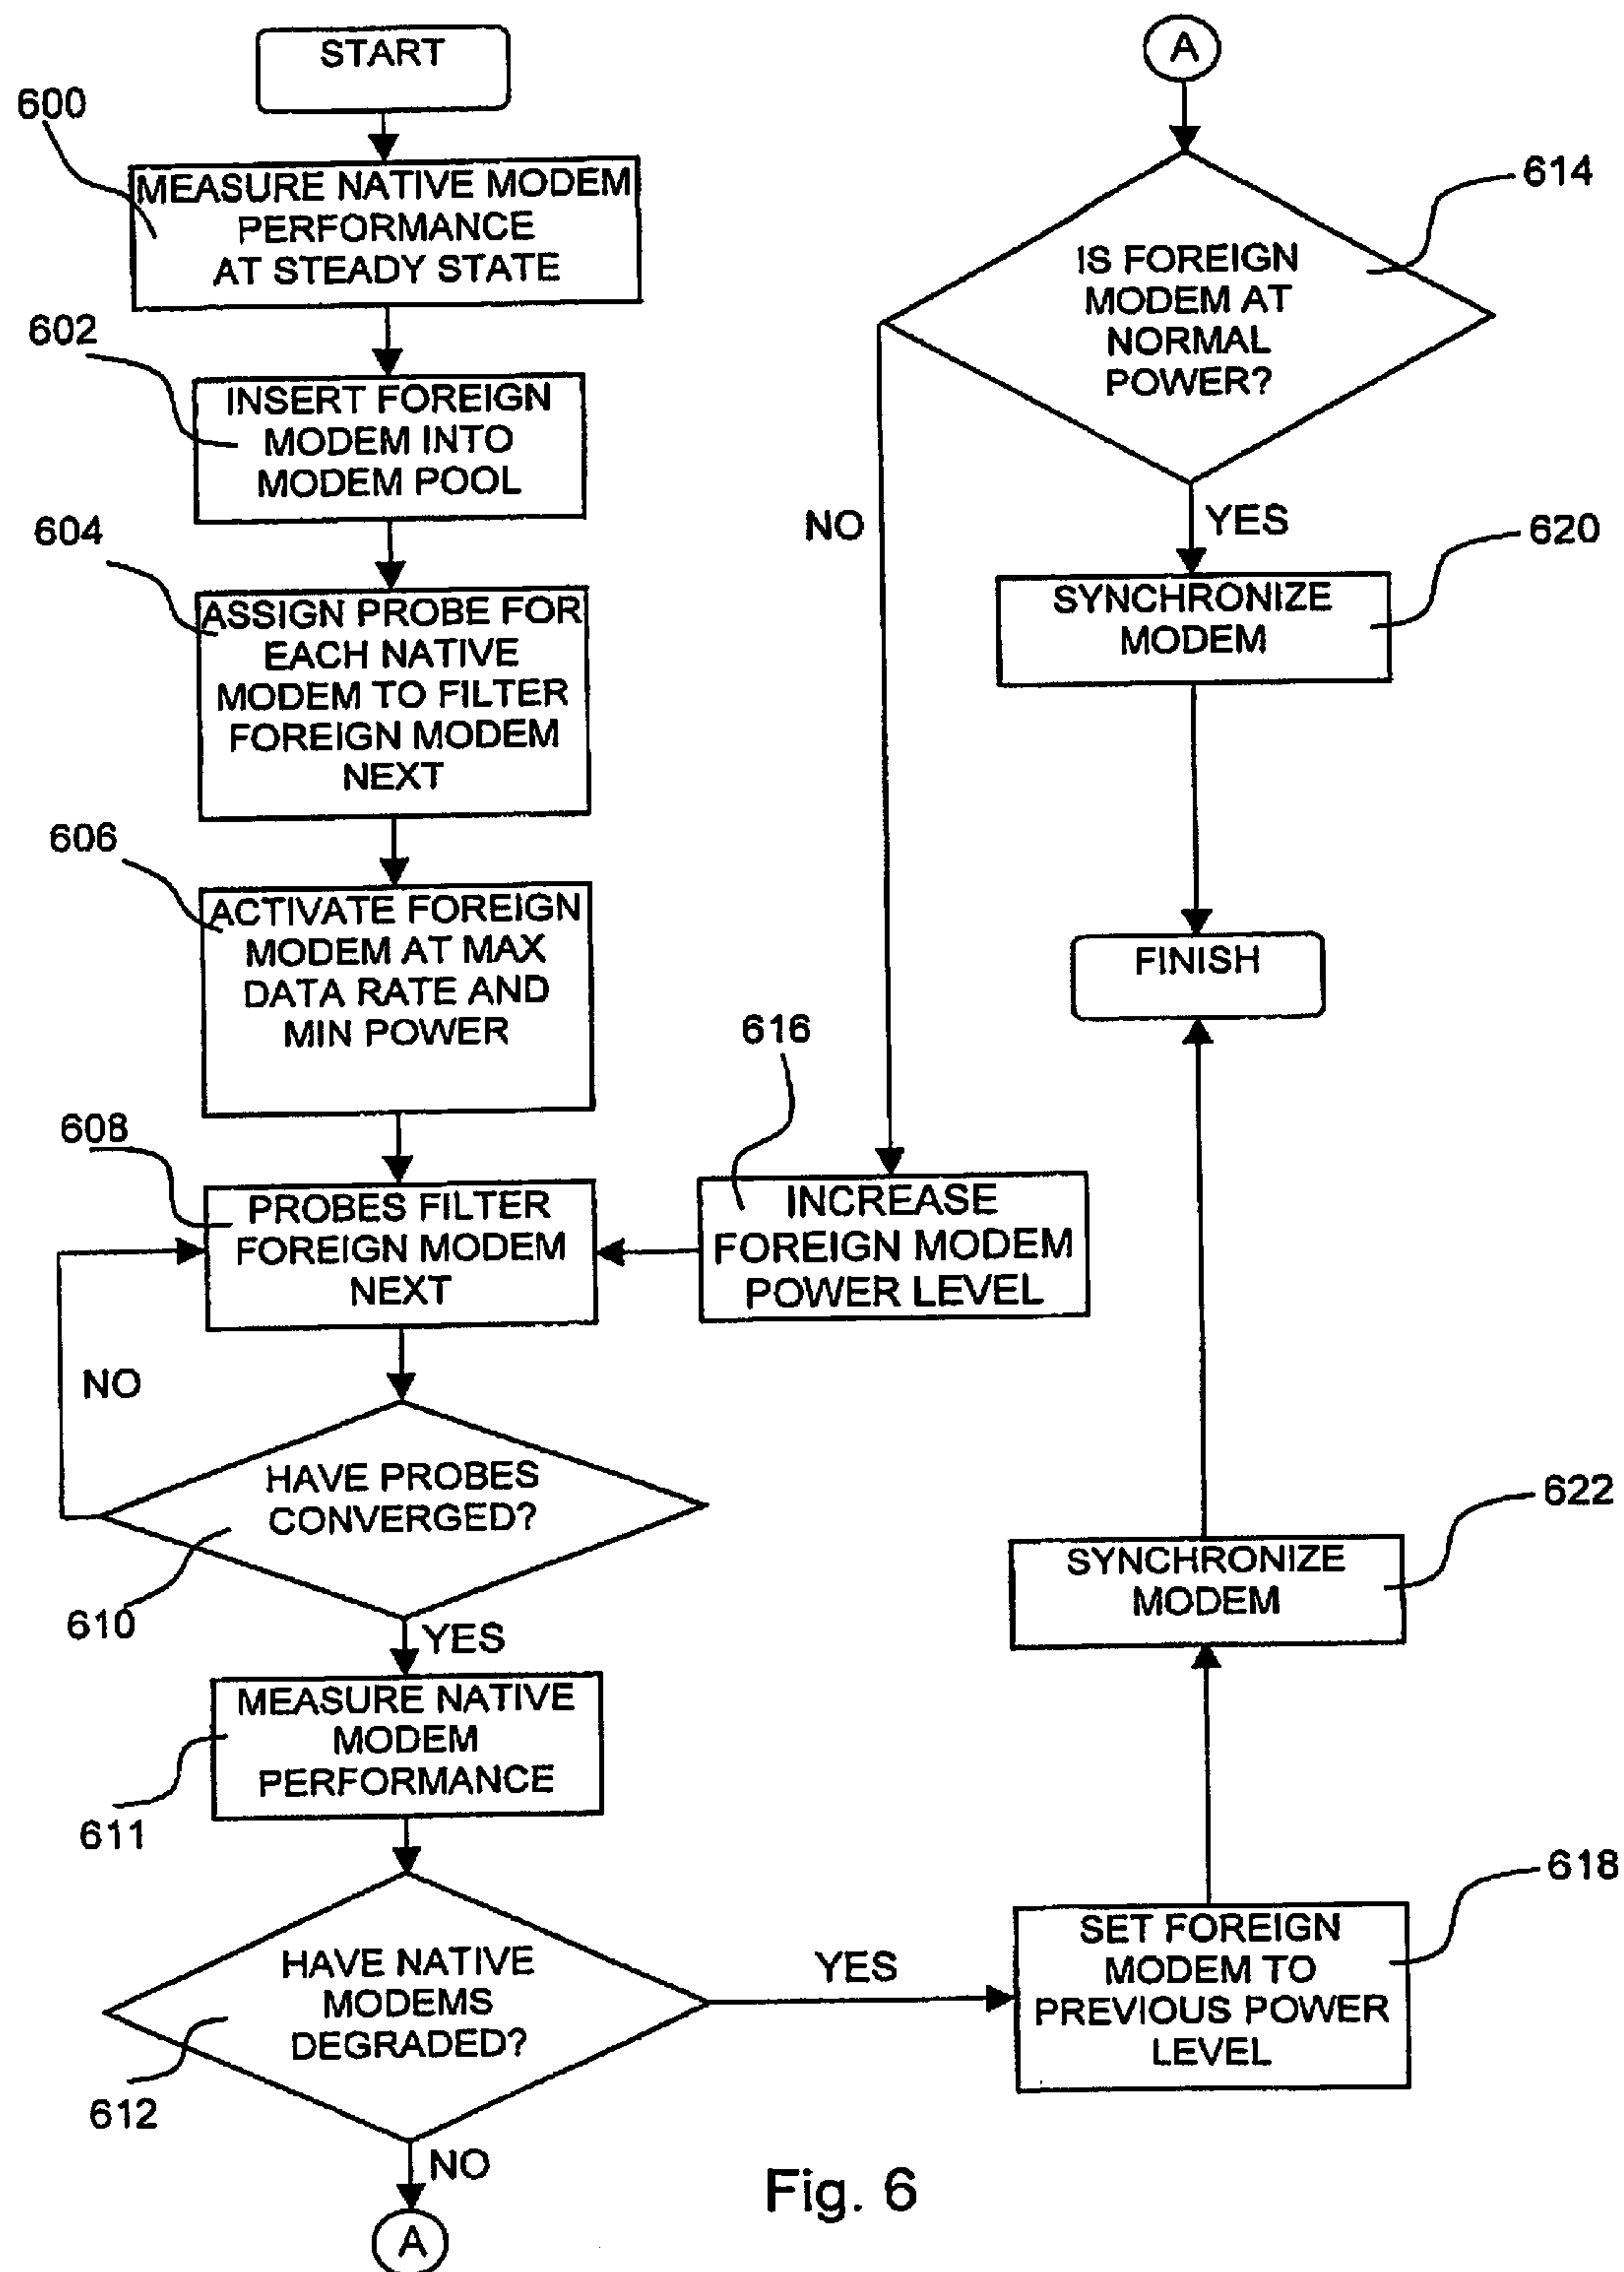 START
600
MEASURE NATIVE MODEM
PERFORMANCE
AT STEADY STATE
602
INSERT FOREIGN
MODEM INTO
MODEM POOL
604
ASSIGN PROBE FOR
EACH NATIVE
MODEM TO FILTER
FOREIGN MODEM
NEXT
606
ACTIVATE FOREIGN
MODEM AT MAX
DATA RATE AND
MIN POWER
608
PROBES FILTER
FOREIGN MODEM
NEXT
NO
HAVE PROBES
CONVERGED?
610
YES
MEASURE NATIVE
MODEM
PERFORMANCE
611
HAVE NATIVE
MODEMS
DEGRADED?
612
YES
NO
A
A
614
IS FOREIGN
MODEM AT
NORMAL
POWER?
NO
YES
620
SYNCHRONIZE
MODEM
FINISH
616
INCREASE
FOREIGN MODEM
POWER LEVEL
622
SYNCHRONIZE
MODEM
618
SET FOREIGN
MODEM TO
PREVIOUS POWER
LEVEL
Fig. 6